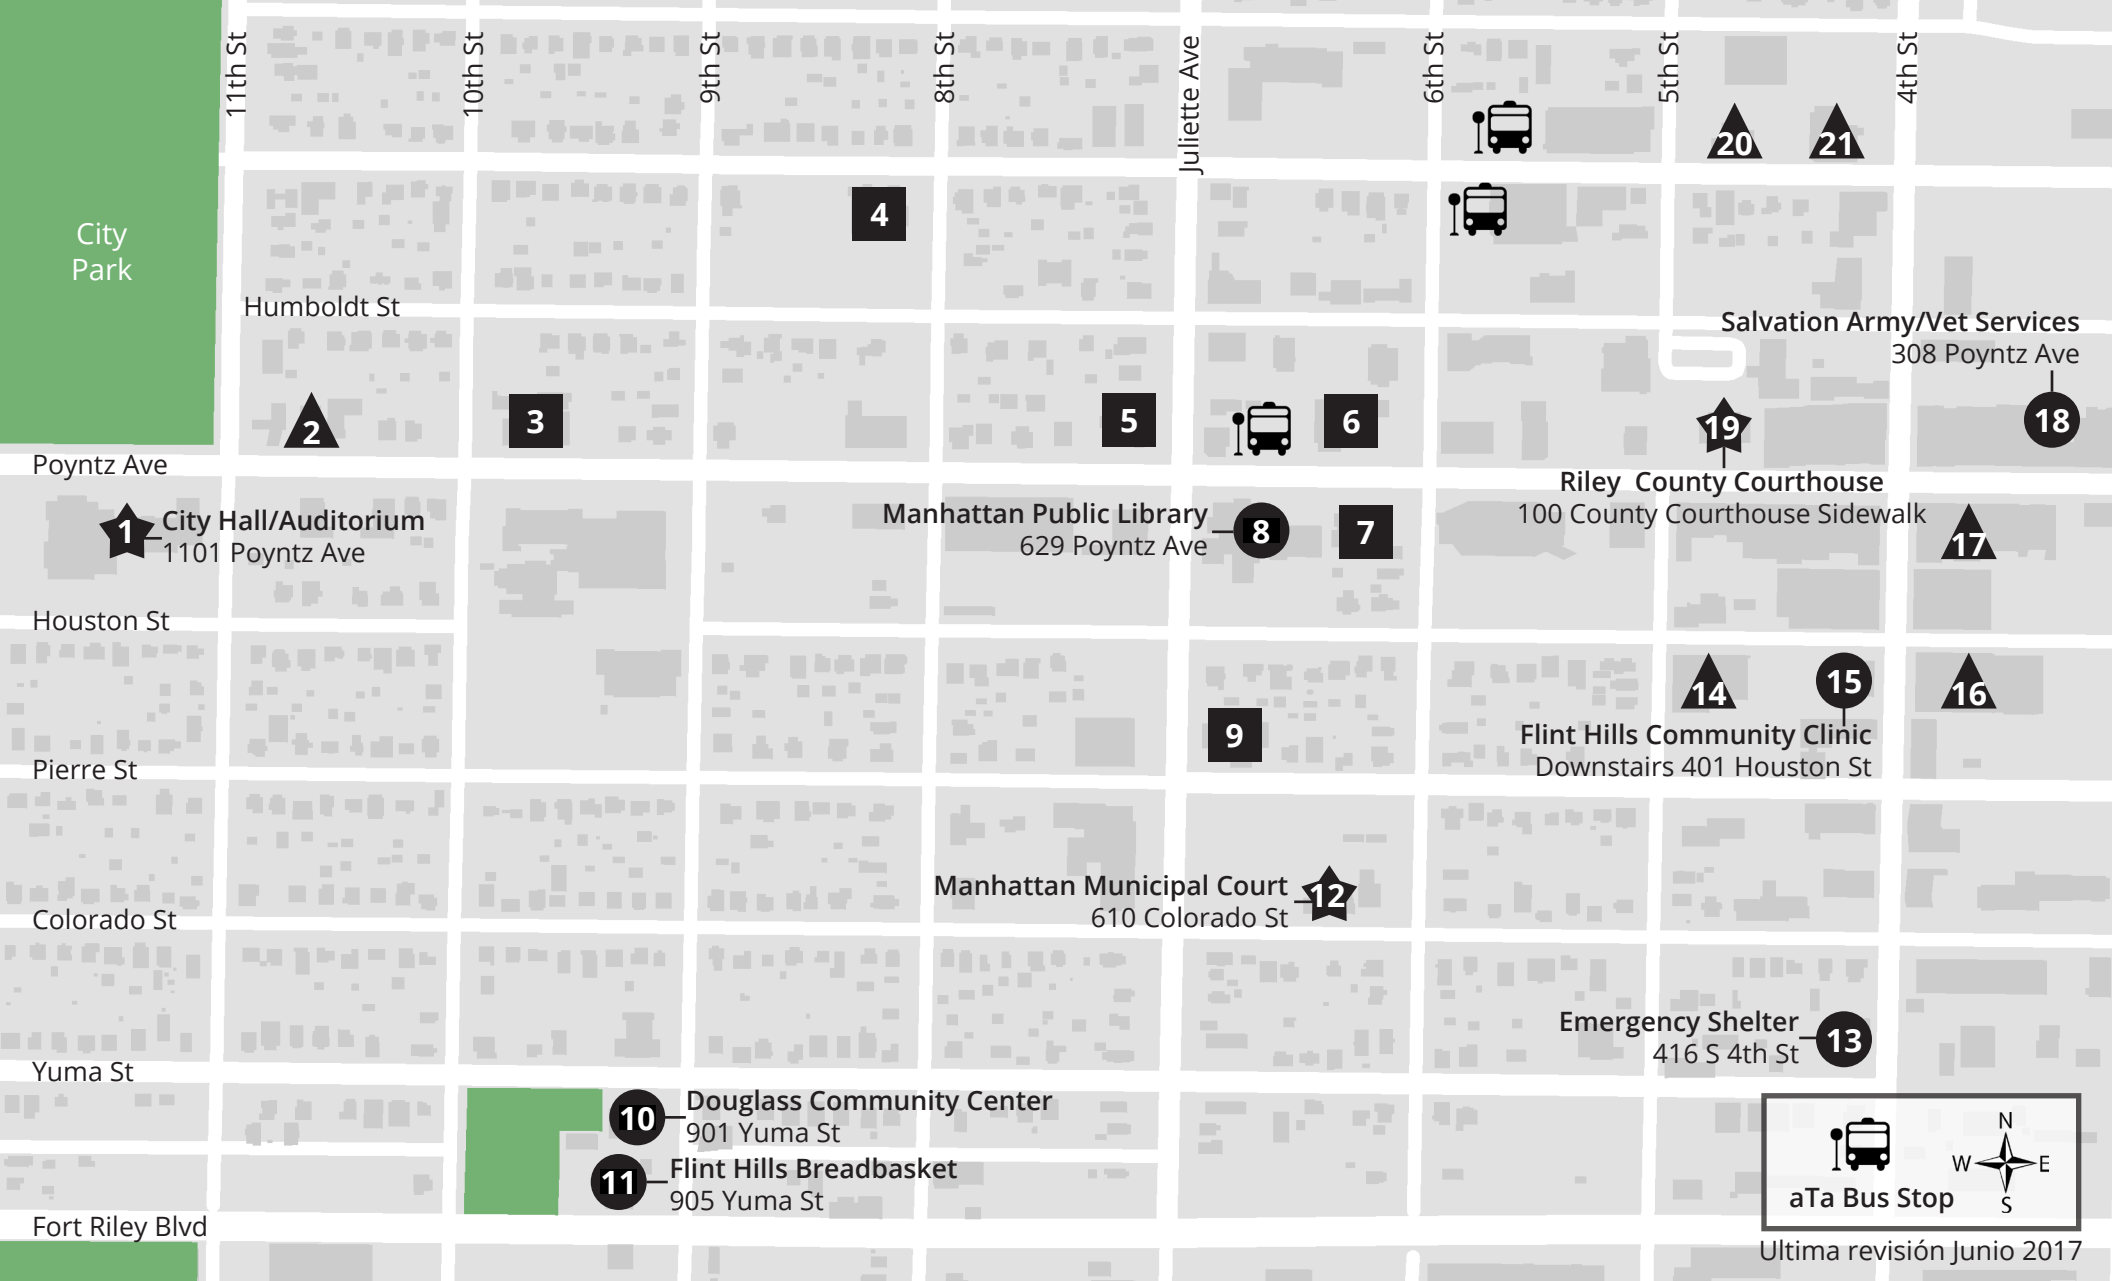 11th St
10th St
9th St
8th St
Juliette Ave
6th St
5th St
4th St
20
21
City
Park
4
Humboldt St
Salvation Army/Vet Services
308 Poyntz Ave
2
3
5
6
19
18
Poyntz Ave
Riley County Courthouse
100 County Courthouse Sidewalk
1
City Hall/Auditorium
1101 Poyntz Ave
Manhattan Public Library
629 Poyntz Ave
8
7
17
Houston St
14
15
16
9
Flint Hills Community Clinic
Downstairs 401 Houston St
Pierre St
Manhattan Municipal Court
610 Colorado St
12
Colorado St
Emergency Shelter
416 S 4th St
13
Yuma St
10
Douglass Community Center
901 Yuma St
11
Flint Hills Breadbasket
905 Yuma St
Fort Riley Blvd
N
W
E
S
aTa Bus Stop
Ultima revisión Junio 2017